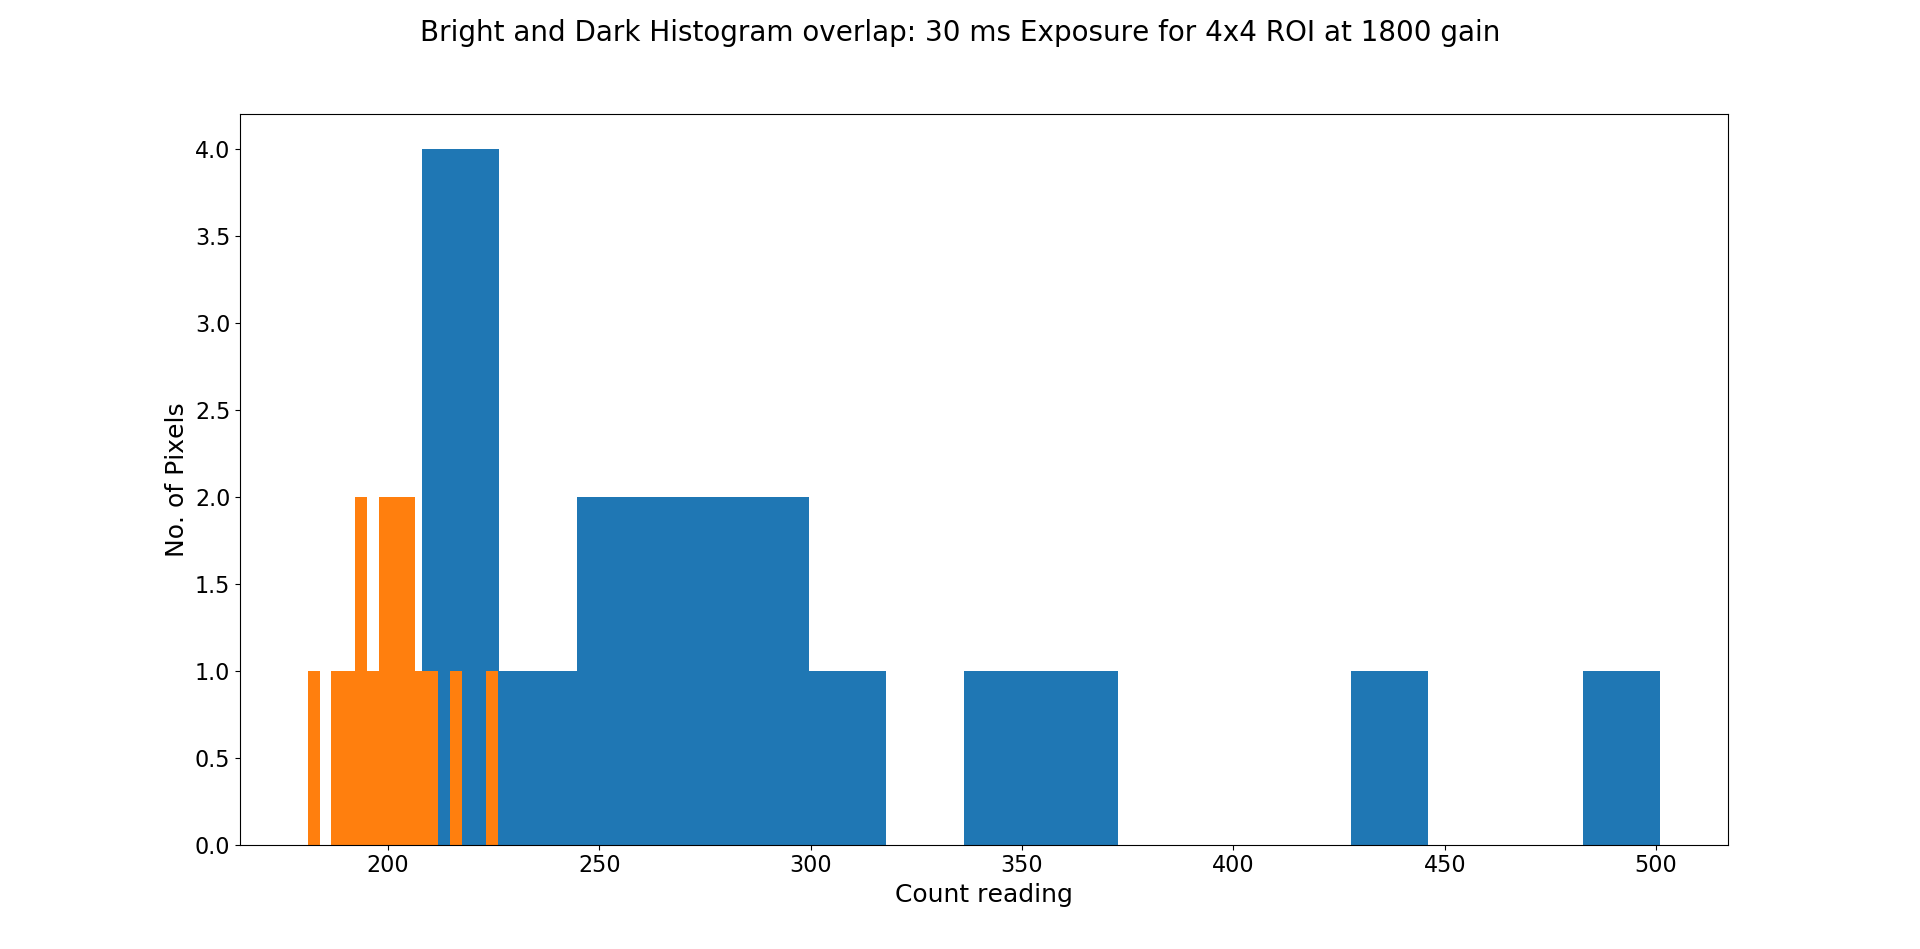 Bright and Dark Histogram overlap: 30 ms Exposure for 4x4 ROI at 1800 gain
No. of Pixels
4.0
3.5
3.0
2.5
2.0
1.5
1.0
0.5
0.0
200 250 300 350 400 450 500
Count reading